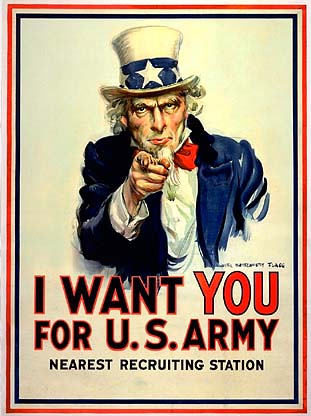 I WANT YOU
FOR U.S. ARMY
NEAREST RECRUITING STATION